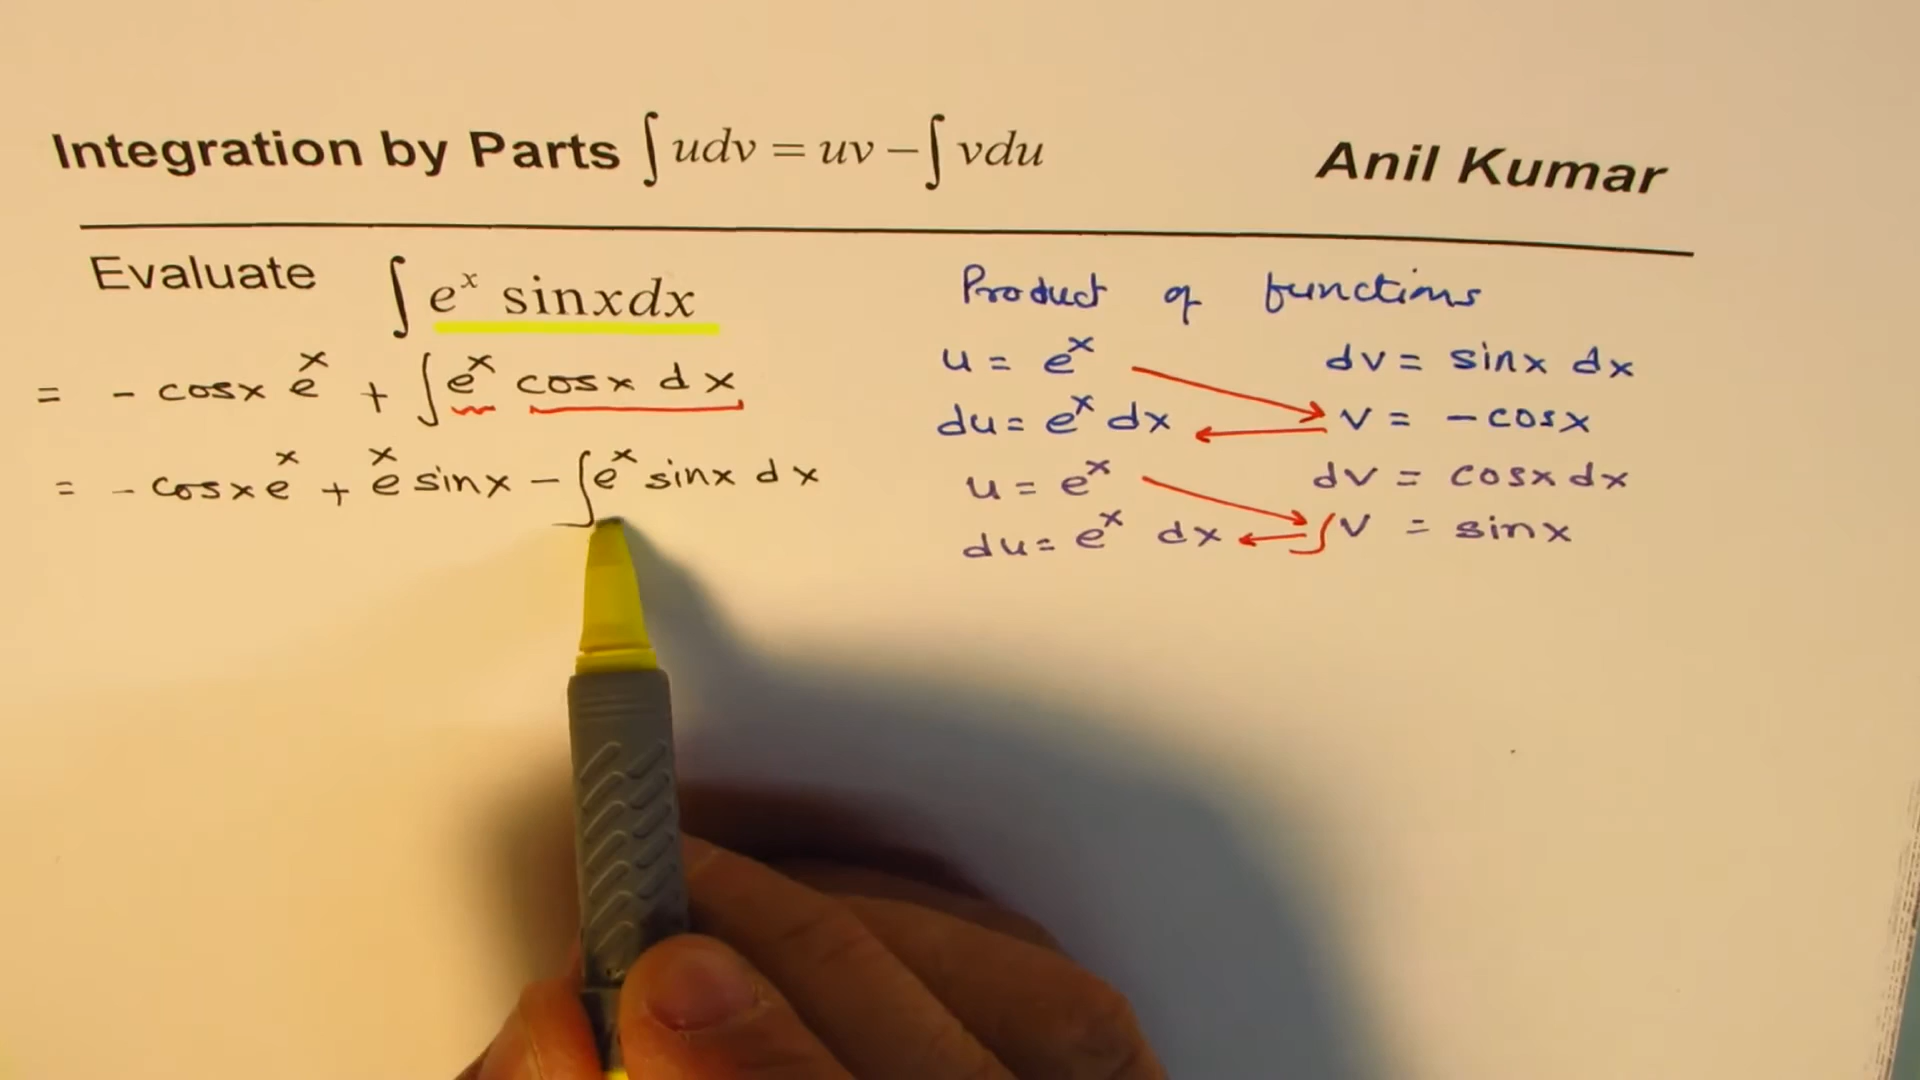 Integration by Parts ∫udv = uv − ∫vdu
Anil Kumar
Evaluate ∫e^x sinxdx
= - cosx e^x + ∫e^x cosx dx
= - cosx e^x + e^x sinx - ∫e^x sinx dx
Product of functions
u = e^x dv = sinx dx
du = e^x dx v = -cosx
u = e^x dv = cosx dx
du = e^x dx ∫v = sinx